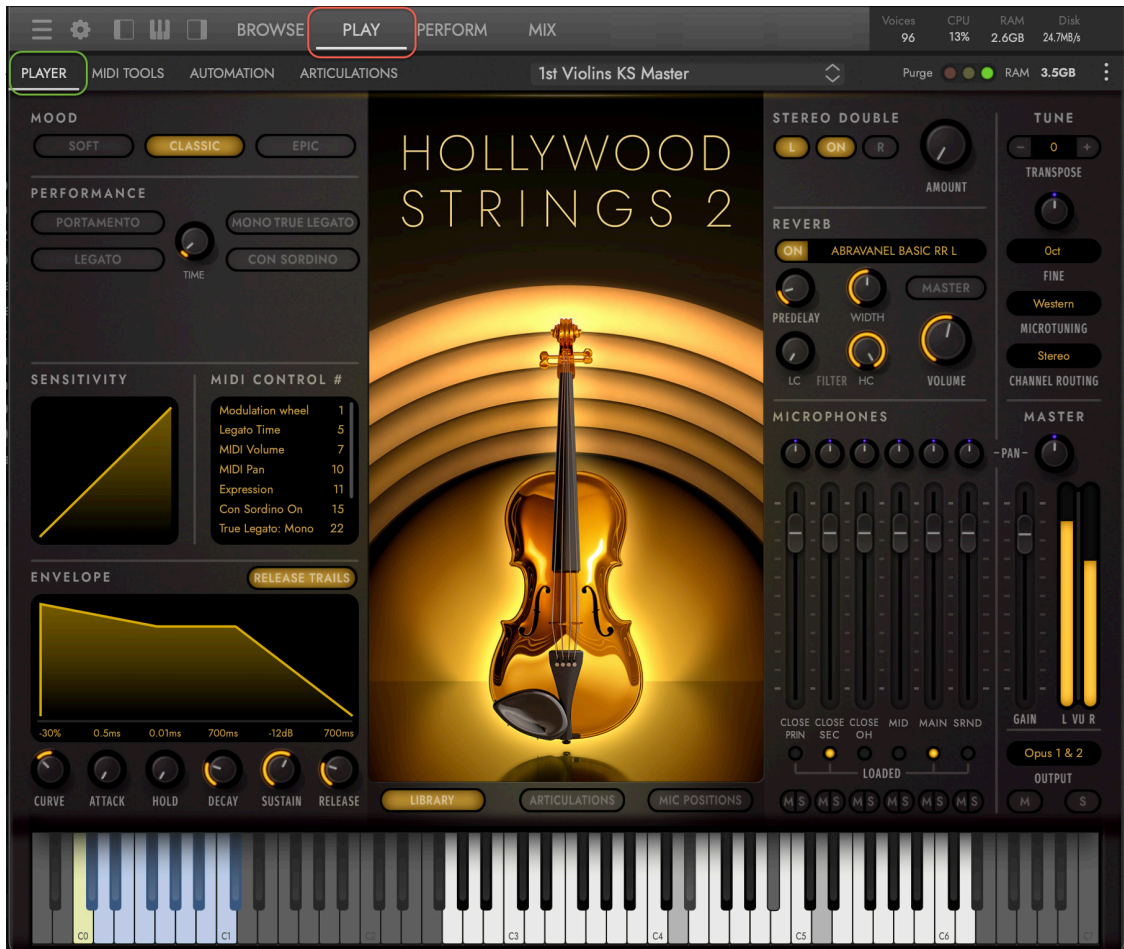 BROWSE PLAY PERFORM MIX
Voices CPU RAM Disk
96 13% 2.6GB 24.7MB/s
PLAYER MIDI TOOLS AUTOMATION ARTICULATIONS
1st Violins KS Master
Purge RAM 3.5GB
MOOD
SOFT CLASSIC EPIC
PERFORMANCE
PORTAMENTO MONO TRUE LEGATO
LEGATO CON SORDINO
TIME
SENSITIVITY
MIDI CONTROL #
Modulation wheel 1
Legato Time 5
MIDI Volume 7
MIDI Pan 10
Expression 11
Con Sordino On 15
True Legato: Mono 22
ENVELOPE RELEASE TRAILS
-30% 0.5ms 0.01ms 700ms -12dB 700ms
CURVE ATTACK HOLD DECAY SUSTAIN RELEASE
HOLLYWOOD
STRINGS 2
LIBRARY ARTICULATIONS MIC POSITIONS
STEREO DOUBLE
L ON R
AMOUNT
REVERB
ON ABRAVANEL BASIC RR L
MASTER
PREDELAY WIDTH
LC FILTER HC VOLUME
MICROPHONES
-PAN-
CLOSE PRIN CLOSE SEC CLOSE OH MID MAIN SRND
LOADED
M S M S M S M S M S M S
TUNE
- 0 +
TRANSPOSE
0ct
FINE
Western
MICROTUNING
Stereo
CHANNEL ROUTING
MASTER
GAIN L VU R
Opus 1 & 2
OUTPUT
M S
C0 C1 C2 C3 C4 C5 C6 C7